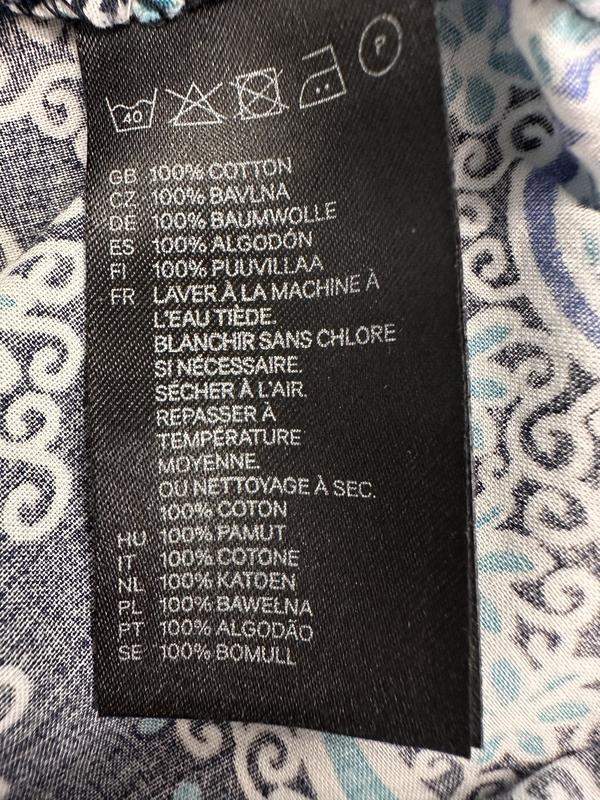 40 P
GB 100% COTTON
CZ 100% BAVLNA
DE 100% BAUMWOLLE
ES 100% ALGODÓN
FI 100% PUUVILLAA
FR LAVER À LA MACHINE À
L'EAU TIÈDE.
BLANCHIR SANS CHLORE
SI NÉCESSAIRE.
SÉCHER À L'AIR.
REPASSER À
TEMPÉRATURE
MOYENNE.
OU NETTOYAGE À SEC.
100% COTON
HU 100% PAMUT
IT 100% COTONE
NL 100% KATOEN
PL 100% BAWEŁNA
PT 100% ALGODÃO
SE 100% BOMULL